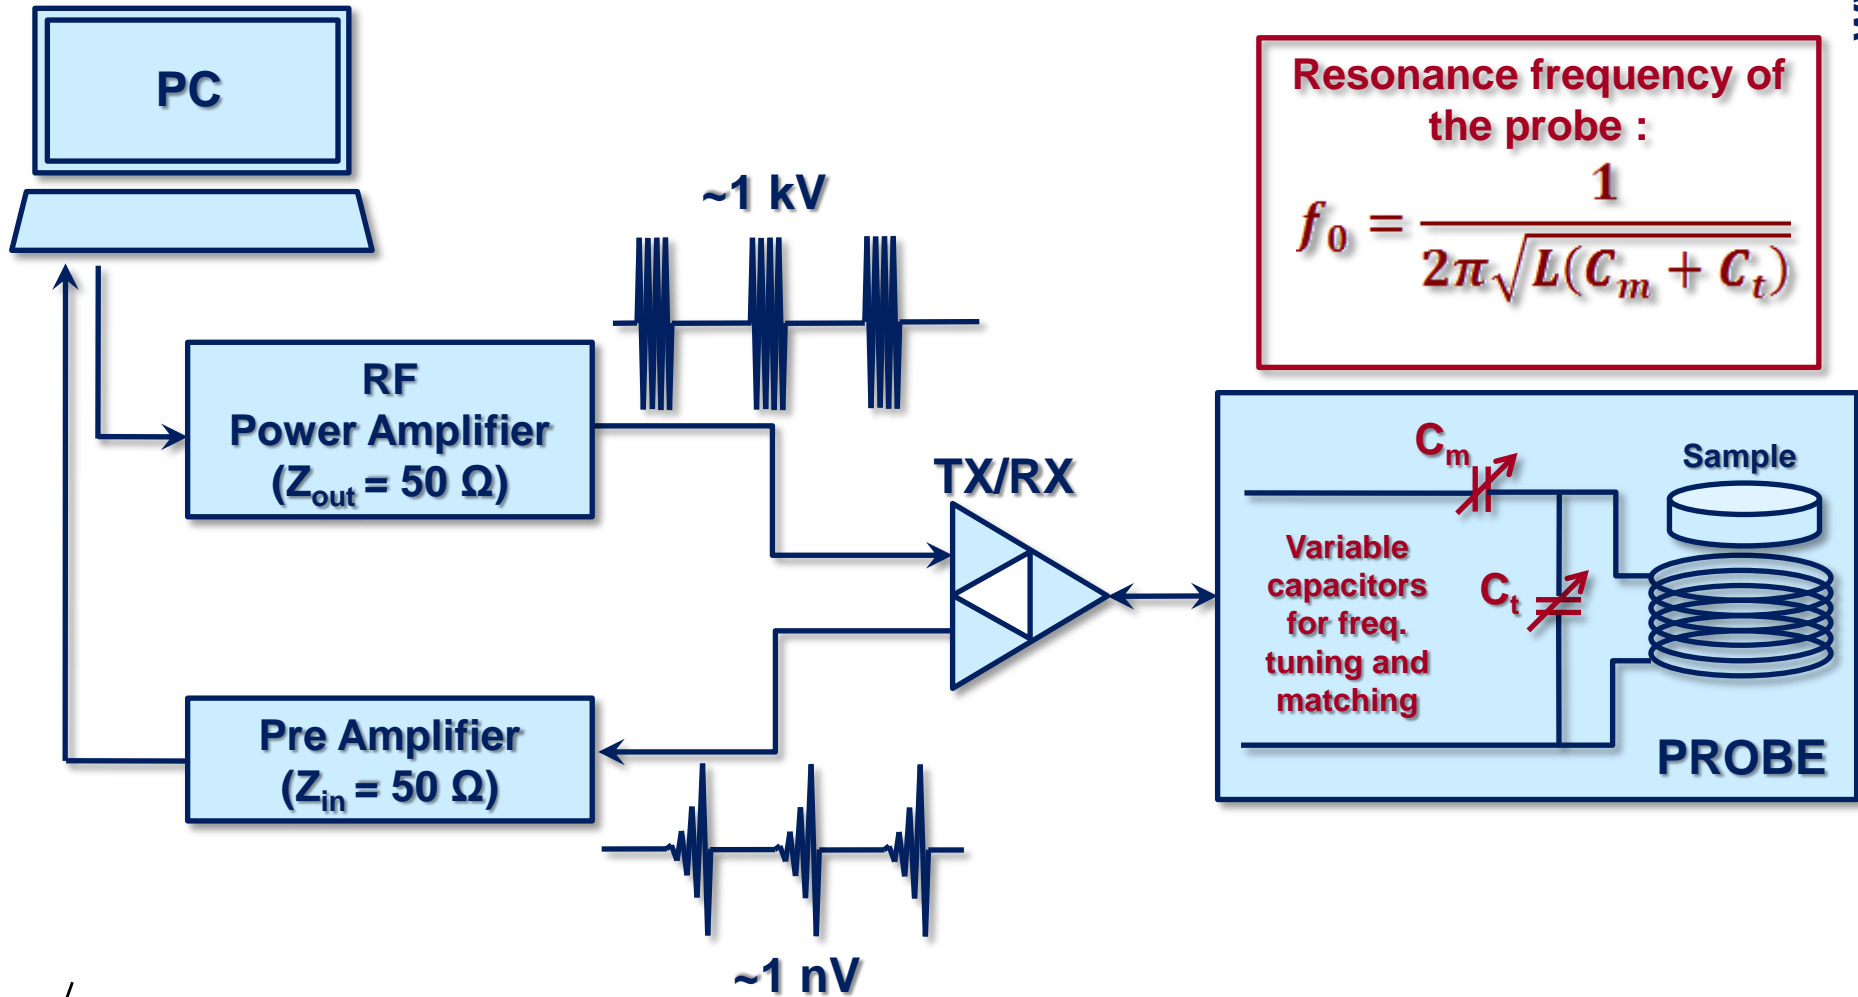 PC
Resonance frequency of
the probe :
f₀ = 1 / 2π√L(Cₘ + Cₜ)
~1 kV
RF
Power Amplifier
(Zout = 50 Ω)
TX/RX
Cm
Sample
Variable
capacitors
for freq.
tuning and
matching
Ct
PROBE
Pre Amplifier
(Zin = 50 Ω)
~1 nV